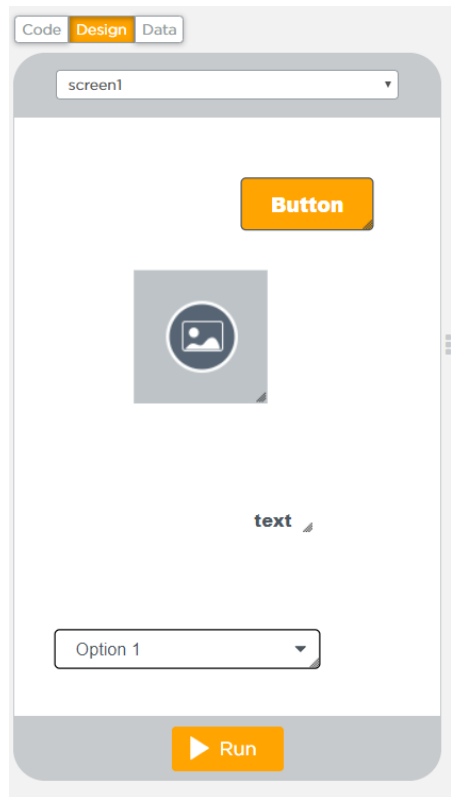 Code Design Data
screen1
Button
text
Option 1
Run